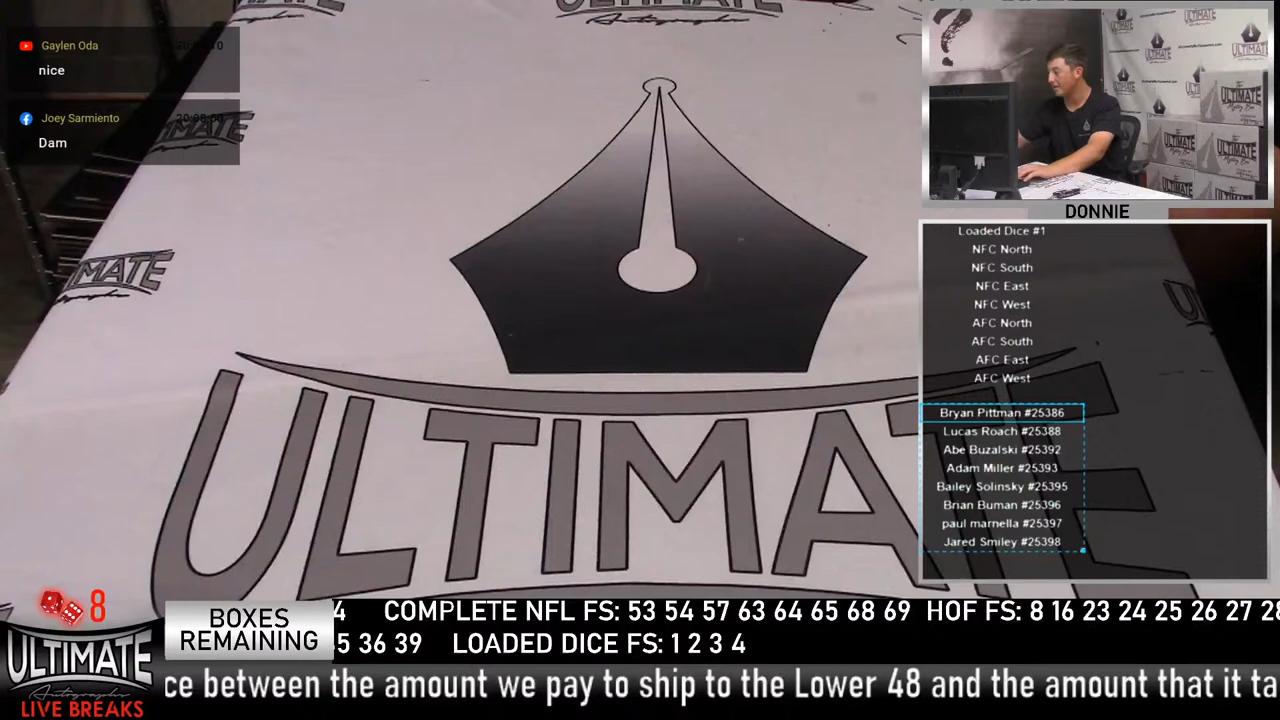 Gaylen Oda
nice
Joey Sarmiento
Dam
ULTIMATE
DONNIE
Loaded Dice #1
NFC North
NFC South
NFC East
NFC West
AFC North
AFC South
AFC East
AFC West
Bryan Pittman #25386
Lucas Roach #25388
Abe Buzalski #25392
Adam Miller #25393
Bailey Solinsky #25395
Brian Buman #25396
paul marnella #25397
Jared Smiley #25398
ULTIMATE
8
ULTIMATE
Autographs
LIVE BREAKS
BOXES
REMAINING
4 COMPLETE NFL FS: 53 54 57 63 64 65 68 69 HOF FS: 8 16 23 24 25 26 27 28
5 36 39 LOADED DICE FS: 1 2 3 4
ce between the amount we pay to ship to the Lower 48 and the amount that it ta